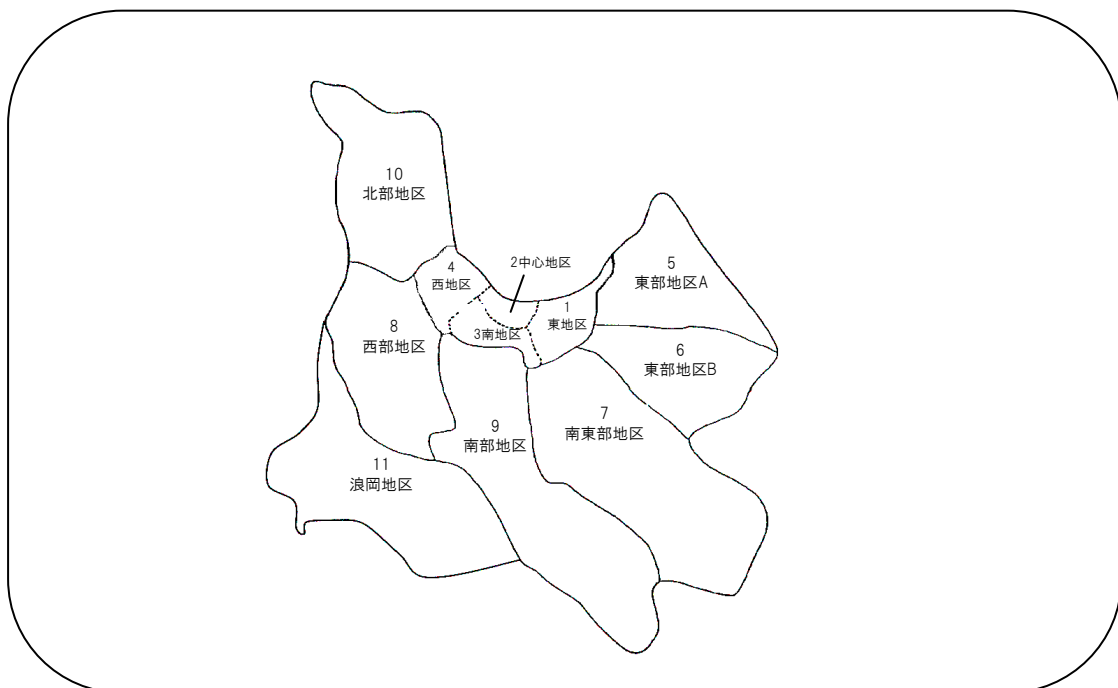 10
北部地区
2中心地区
4
西地区
5
東部地区A
1
東地区
3南地区
8
西部地区
6
東部地区B
7
南東部地区
9
南部地区
11
浪岡地区